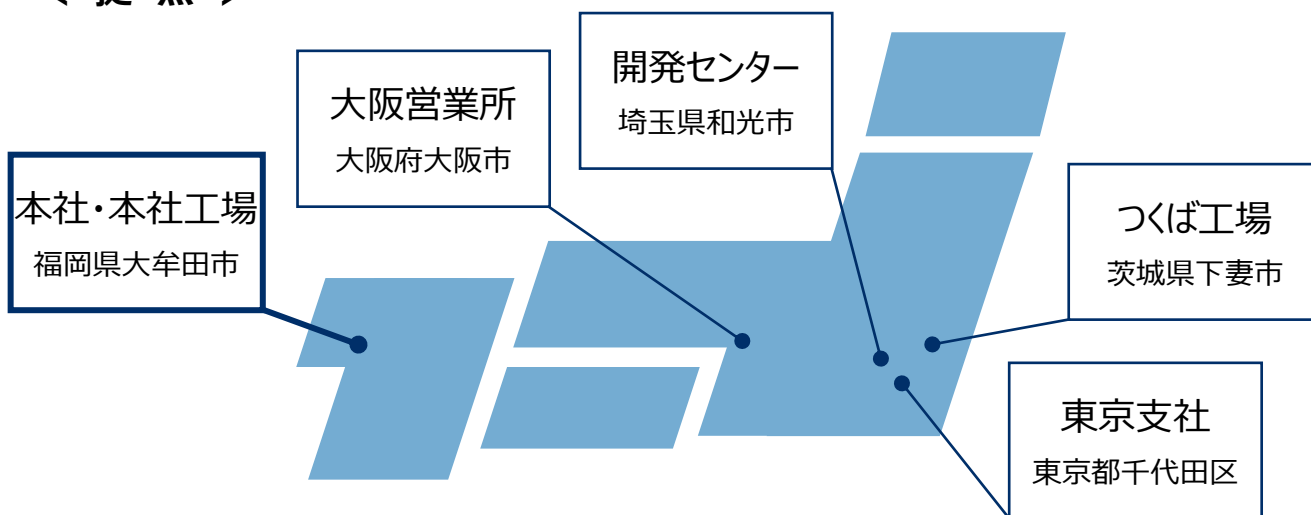 ＜ 拠 点 ＞
本社・本社工場
福岡県大牟田市
大阪営業所
大阪府大阪市
開発センター
埼玉県和光市
つくば工場
茨城県下妻市
東京支社
東京都千代田区